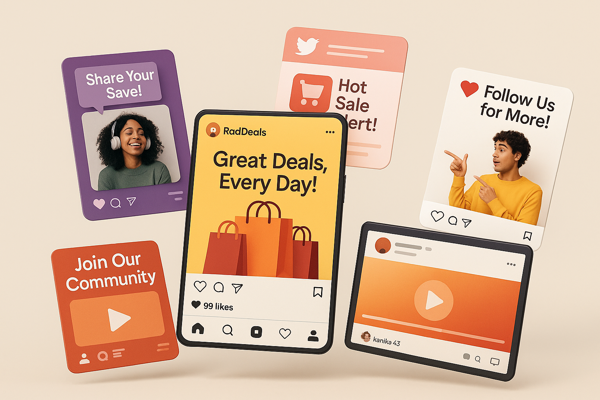 Share Your
Save!
Hot
Sale
lert!
Follow Us
for More!
RadDeals
Great Deals,
Every Day!
99 likes
Join Our
Community
kanika 43